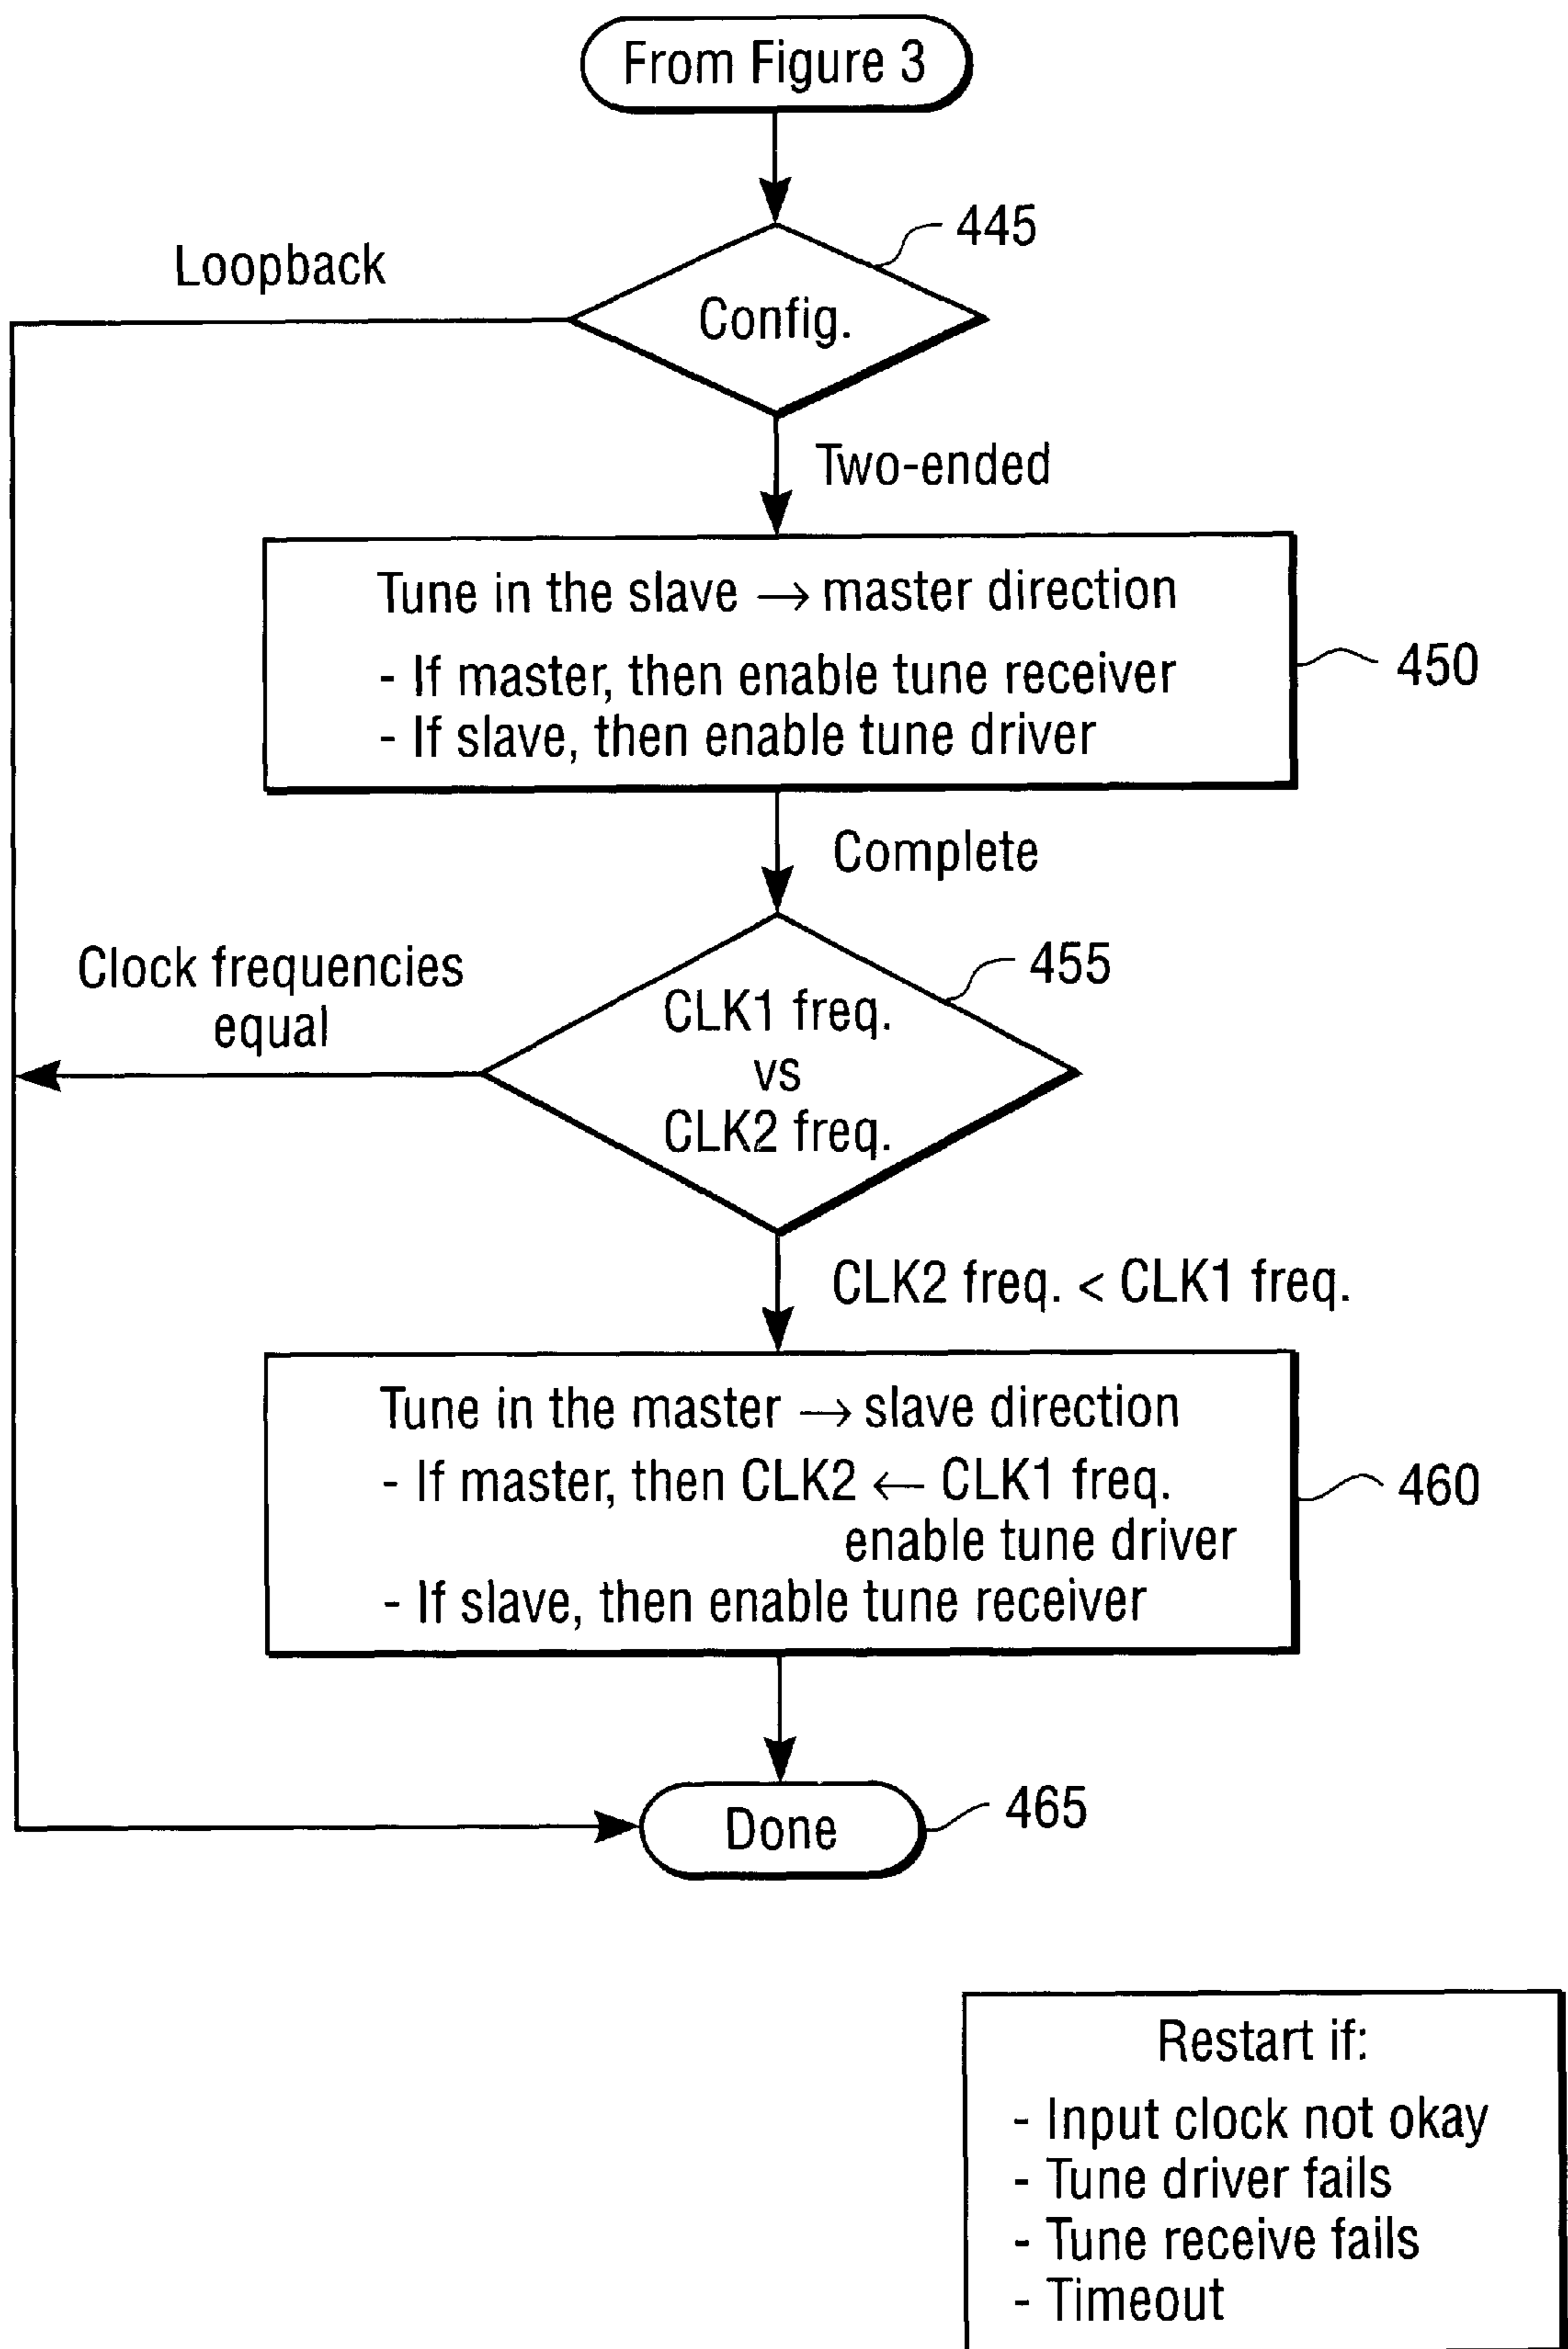 From Figure 3
445
Loopback
Config.
Two-ended
Tune in the slave → master direction
- If master, then enable tune receiver
- If slave, then enable tune driver
450
Complete
Clock frequencies
equal
455
CLK1 freq.
vs
CLK2 freq.
CLK2 freq. < CLK1 freq.
Tune in the master → slave direction
- If master, then CLK2 ← CLK1 freq.
enable tune driver
- If slave, then enable tune receiver
460
Done
465
Restart if:
- Input clock not okay
- Tune driver fails
- Tune receive fails
- Timeout